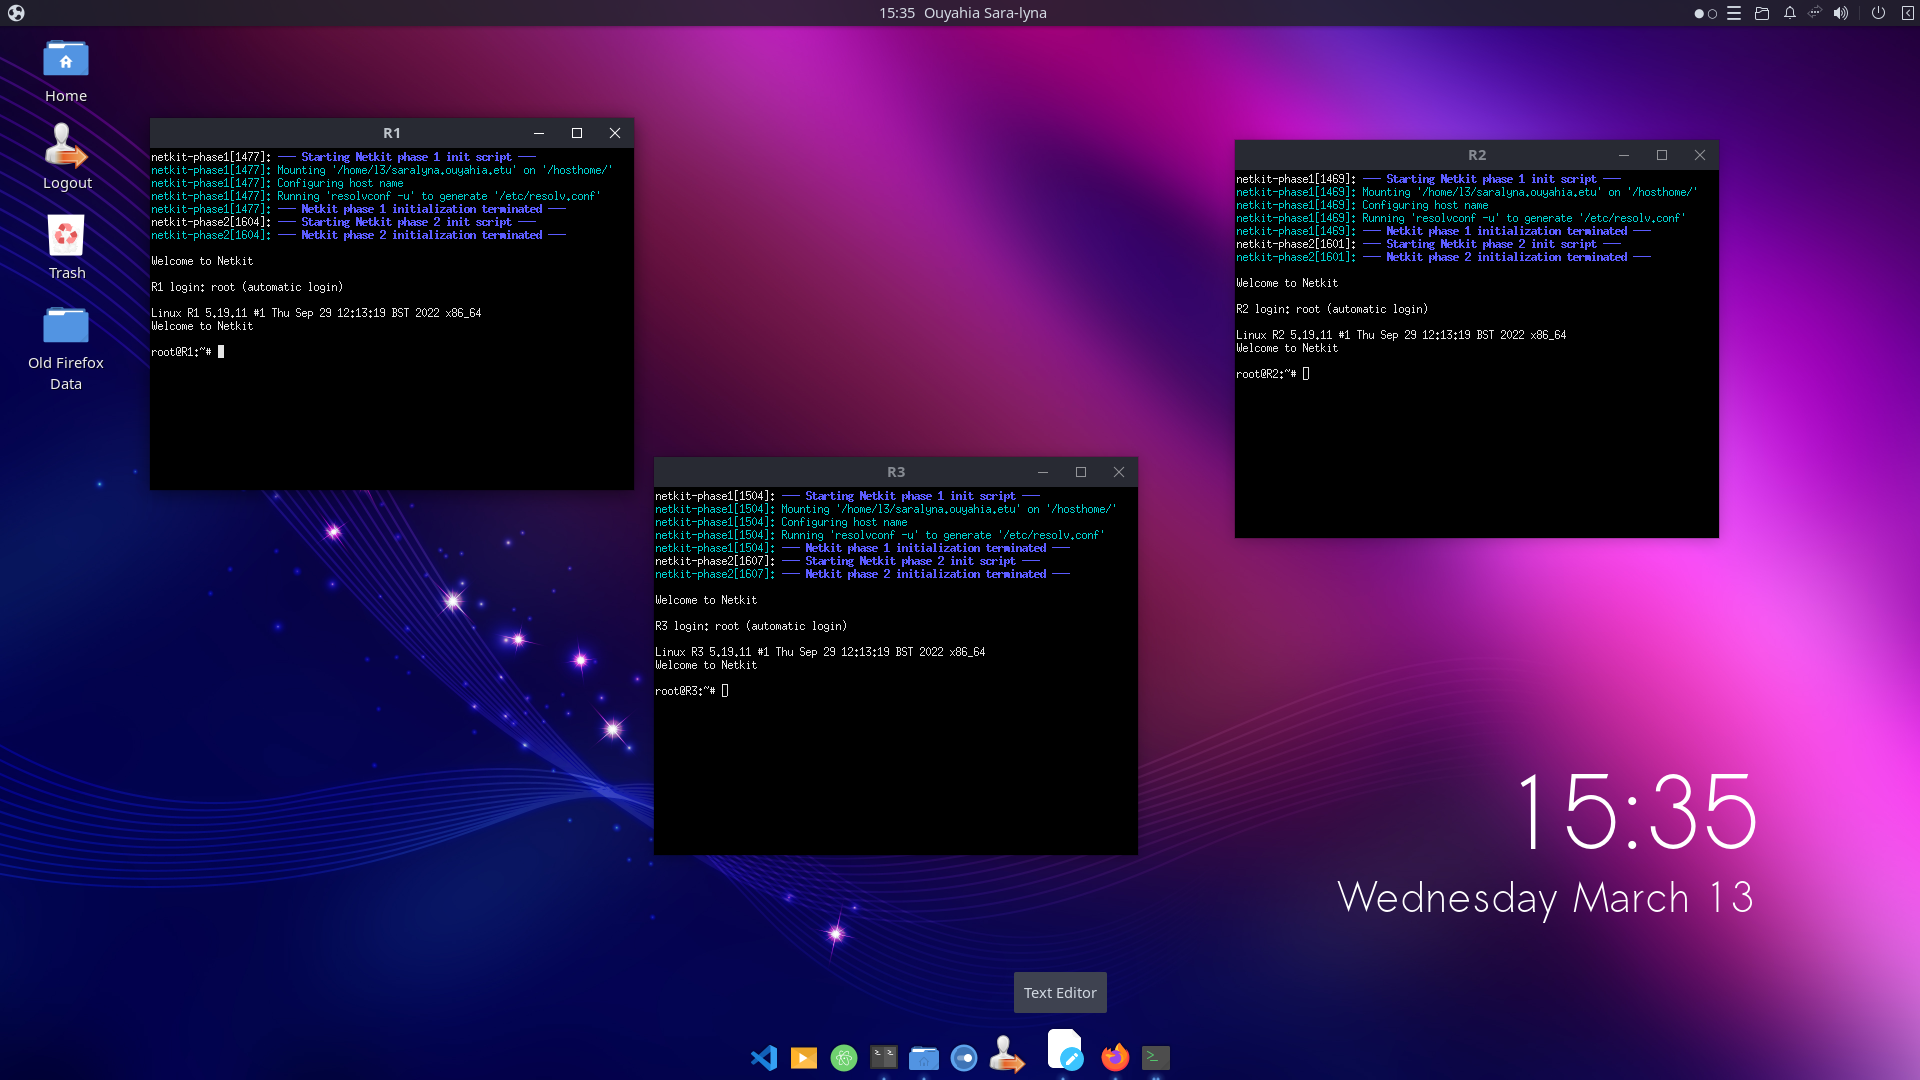 15:35 Ouyahia Sara-lyna
Home
Logout
Trash
Old Firefox
Data
R1
netkit-phase1[1477]: --- Starting Netkit phase 1 init script ---
netkit-phase1[1477]: Mounting '/home/l3/saralyna.ouyahia.etu' on '/hosthome/'
netkit-phase1[1477]: Configuring host name
netkit-phase1[1477]: Running 'resolvconf -u' to generate '/etc/resolv.conf'
netkit-phase1[1477]: --- Netkit phase 1 initialization terminated ---
netkit-phase2[1604]: --- Starting Netkit phase 2 init script ---
netkit-phase2[1604]: --- Netkit phase 2 initialization terminated ---
Welcome to Netkit
R1 login: root (automatic login)
Linux R1 5.19.11 #1 Thu Sep 29 12:13:19 BST 2022 x86_64
Welcome to Netkit
root@R1:~#
R2
netkit-phase1[1469]: --- Starting Netkit phase 1 init script ---
netkit-phase1[1469]: Mounting '/home/l3/saralyna.ouyahia.etu' on '/hosthome/'
netkit-phase1[1469]: Configuring host name
netkit-phase1[1469]: Running 'resolvconf -u' to generate '/etc/resolv.conf'
netkit-phase1[1469]: --- Netkit phase 1 initialization terminated ---
netkit-phase2[1601]: --- Starting Netkit phase 2 init script ---
netkit-phase2[1601]: --- Netkit phase 2 initialization terminated ---
Welcome to Netkit
R2 login: root (automatic login)
Linux R2 5.19.11 #1 Thu Sep 29 12:13:19 BST 2022 x86_64
Welcome to Netkit
root@R2:~#
R3
netkit-phase1[1504]: --- Starting Netkit phase 1 init script ---
netkit-phase1[1504]: Mounting '/home/l3/saralyna.ouyahia.etu' on '/hosthome/'
netkit-phase1[1504]: Configuring host name
netkit-phase1[1504]: Running 'resolvconf -u' to generate '/etc/resolv.conf'
netkit-phase1[1504]: --- Netkit phase 1 initialization terminated ---
netkit-phase2[1607]: --- Starting Netkit phase 2 init script ---
netkit-phase2[1607]: --- Netkit phase 2 initialization terminated ---
Welcome to Netkit
R3 login: root (automatic login)
Linux R3 5.19.11 #1 Thu Sep 29 12:13:19 BST 2022 x86_64
Welcome to Netkit
root@R3:~#
15:35
Wednesday March 13
Text Editor